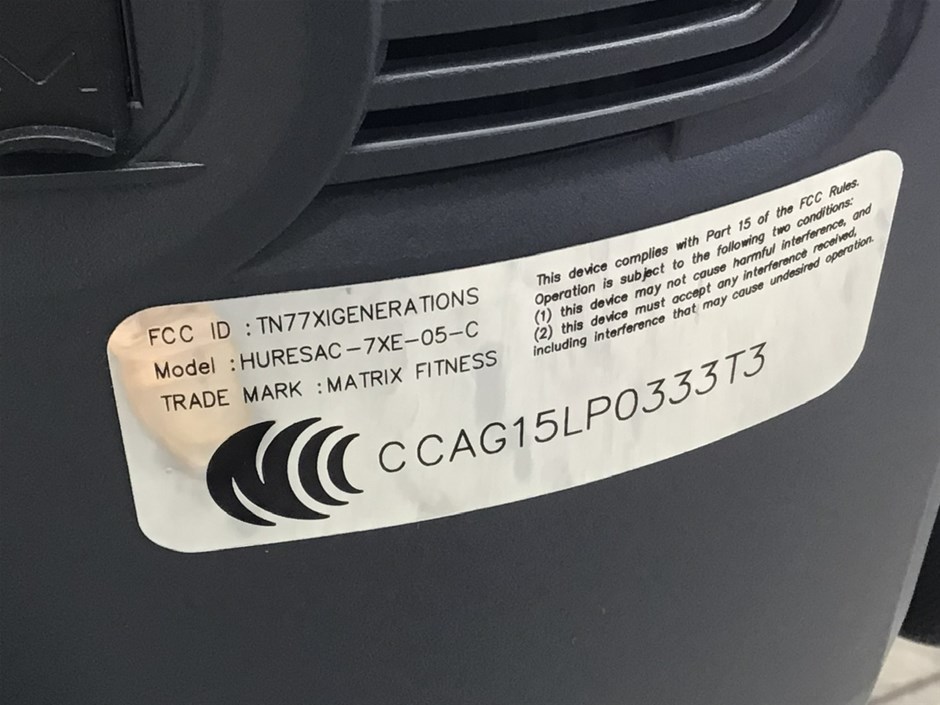 FCC ID : TN77XIGENERATIONS
Model : HURESAC-7XE-05-C
TRADE MARK : MATRIX FITNESS
This device complies with Part 15 of the FCC Rules.
Operation is subject to the following two conditions:
(1) this device may not cause harmful interference, and
(2) this device must accept any interference received,
including interference that may cause undesired operation.
CCAG15LP0333T3